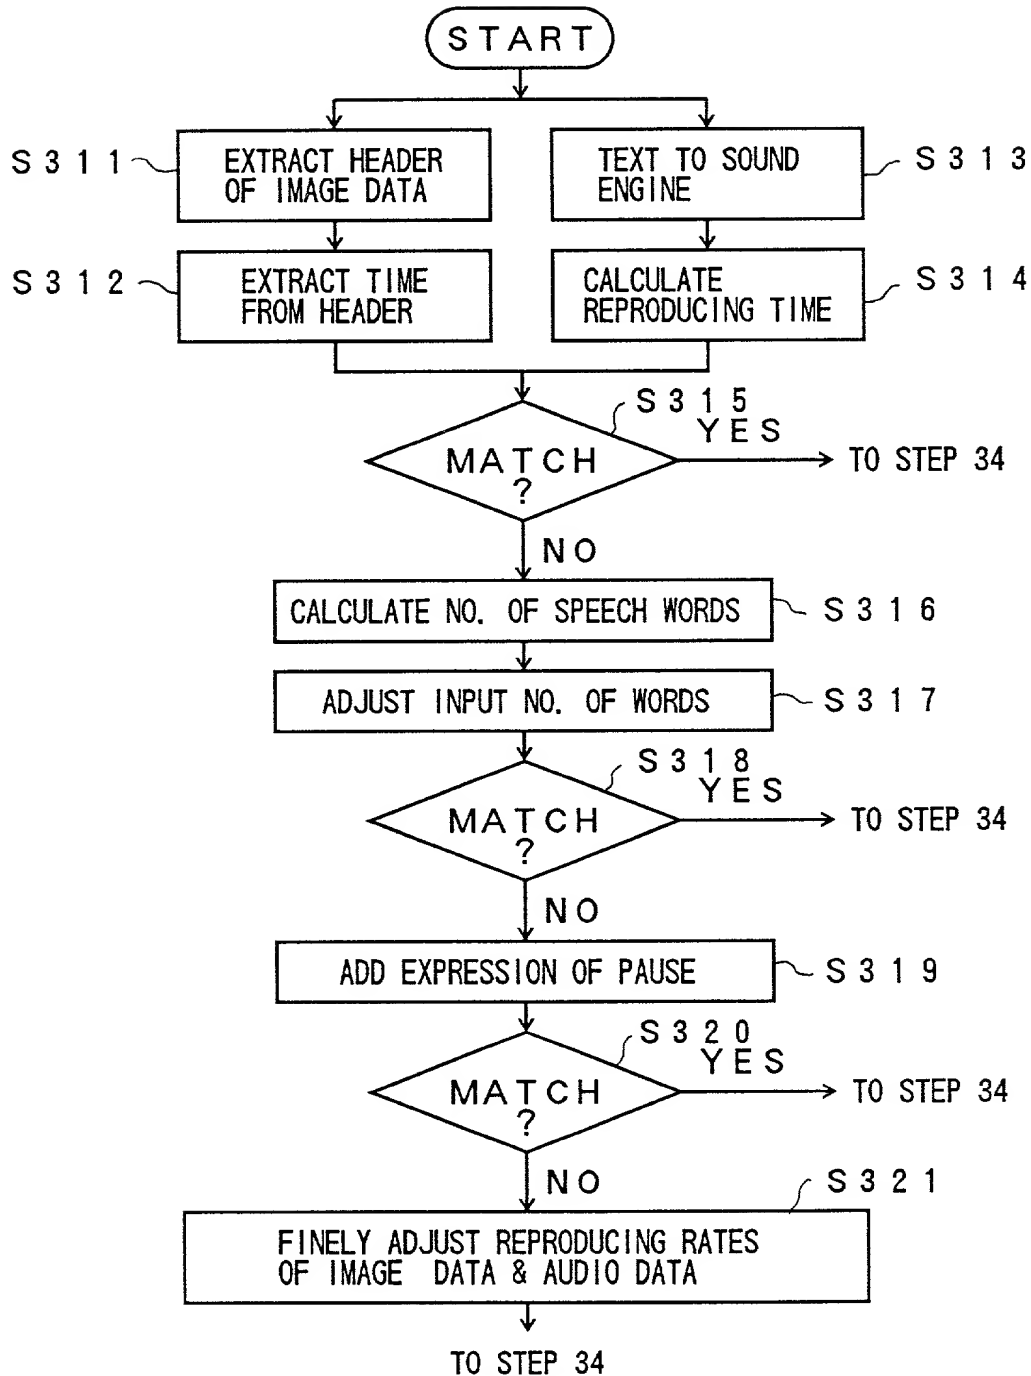 START
S311
EXTRACT HEADER
OF IMAGE DATA
TEXT TO SOUND
ENGINE
S313
S312
EXTRACT TIME
FROM HEADER
CALCULATE
REPRODUCING TIME
S314
S315
YES
MATCH
?
TO STEP 34
NO
CALCULATE NO. OF SPEECH WORDS
S316
ADJUST INPUT NO. OF WORDS
S317
S318
YES
MATCH
?
TO STEP 34
NO
ADD EXPRESSION OF PAUSE
S319
S320
YES
MATCH
?
TO STEP 34
NO
S321
FINELY ADJUST REPRODUCING RATES
OF IMAGE DATA & AUDIO DATA
TO STEP 34